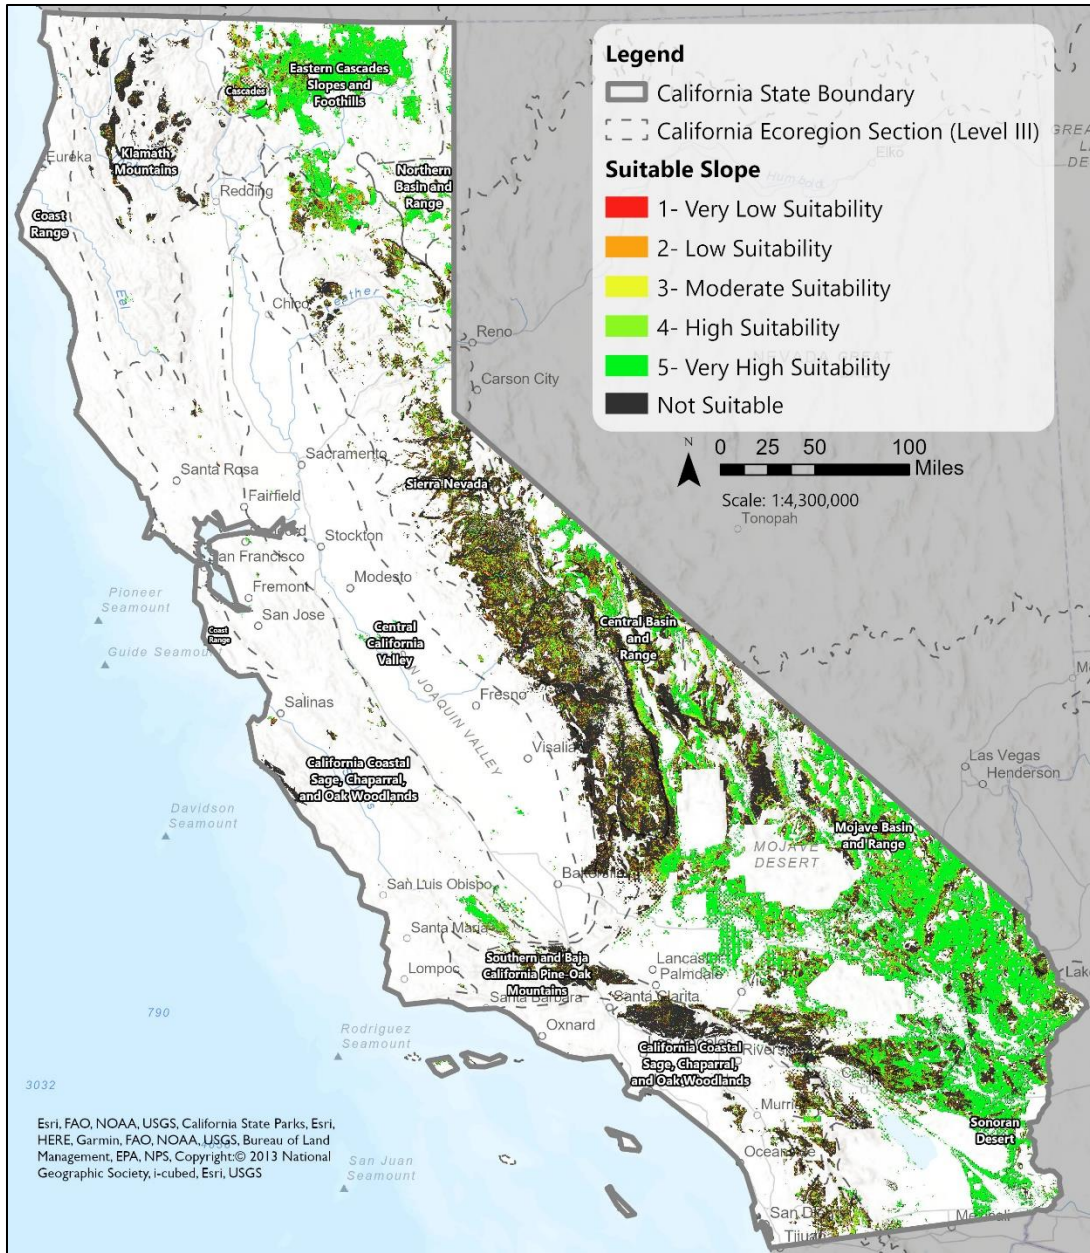 Legend
California State Boundary
California Ecoregion Section (Level III)
Suitable Slope
1- Very Low Suitability
2- Low Suitability
3- Moderate Suitability
4- High Suitability
5- Very High Suitability
Not Suitable
N
0 25 50 100
Miles
Scale: 1:4,300,000
Eastern Cascades
Slopes and
Foothills
Cascades
Klamath
Mountains
Eureka
Redding
Northern
Basin and
Range
Coast
Range
Eel
Elko
Humboldt
Chico
Reno
Carson City
Santa Rosa
Sacramento
Sierra Nevada
Fairfield
Stockton
Tonopah
San Francisco
Fremont
Modesto
San Jose
Pioneer
Seamount
Coast
Range
Guide Seamount
Central
California
Valley
Central Basin
and
Range
SAN JOAQUIN VALLEY
Salinas
Fresno
Visalia
Las Vegas
Henderson
California Coastal
Sage, Chaparral,
and Oak Woodlands
Davidson
Seamount
Mojave Basin
and Range
MOJAVE
DESERT
San Luis Obispo
Santa Maria
Lompoc
Southern and Baja
California Pine-Oak
Mountains
Lancaster
Palmdale
Santa Barbara
Santa Clarita
Oxnard
790
Rodriguez
Seamount
California Coastal
Sage, Chaparral,
and Oak Woodlands
3032
Sonoran
Desert
Oceanside
San Juan
Seamount
Esri, FAO, NOAA, USGS, California State Parks, Esri,
HERE, Garmin, FAO, NOAA, USGS, Bureau of Land
Management, EPA, NPS, Copyright:© 2013 National
Geographic Society, i-cubed, Esri, USGS